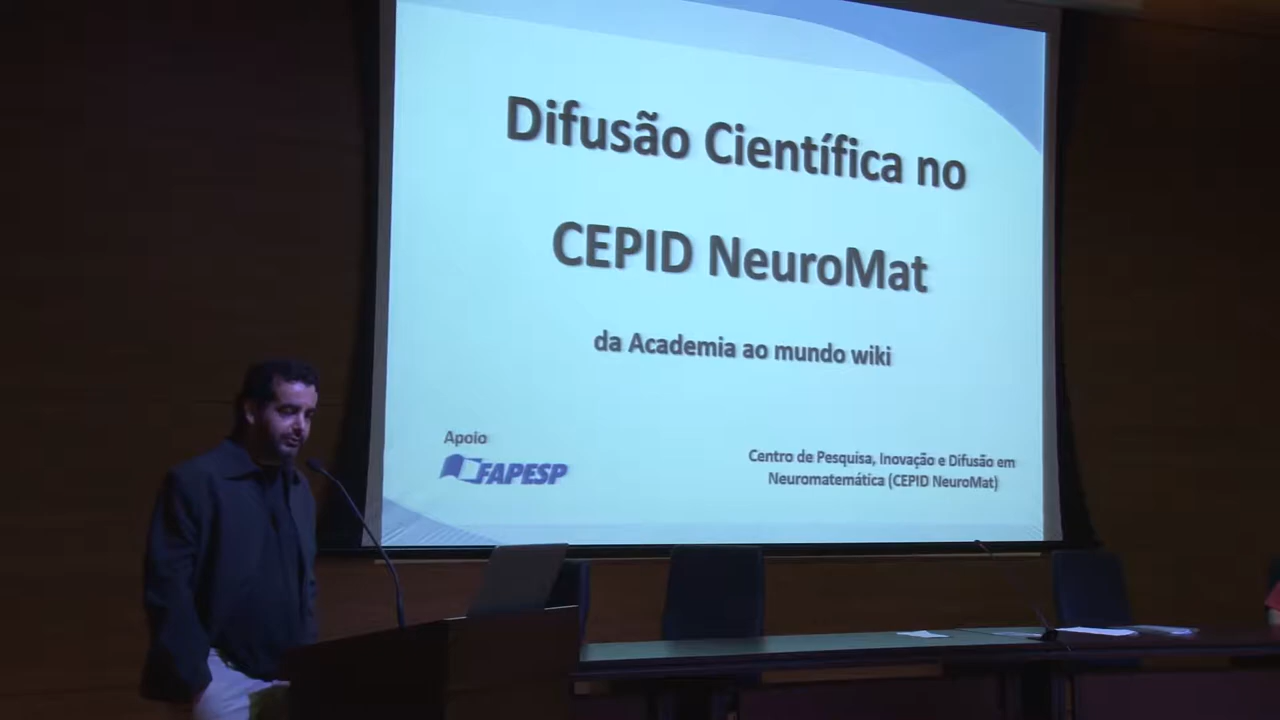 Difusão Científica no
CEPID NeuroMat
da Academia ao mundo wiki
Apoio
FAPESP
Centro de Pesquisa, Inovação e Difusão em
Neuromatemática (CEPID NeuroMat)